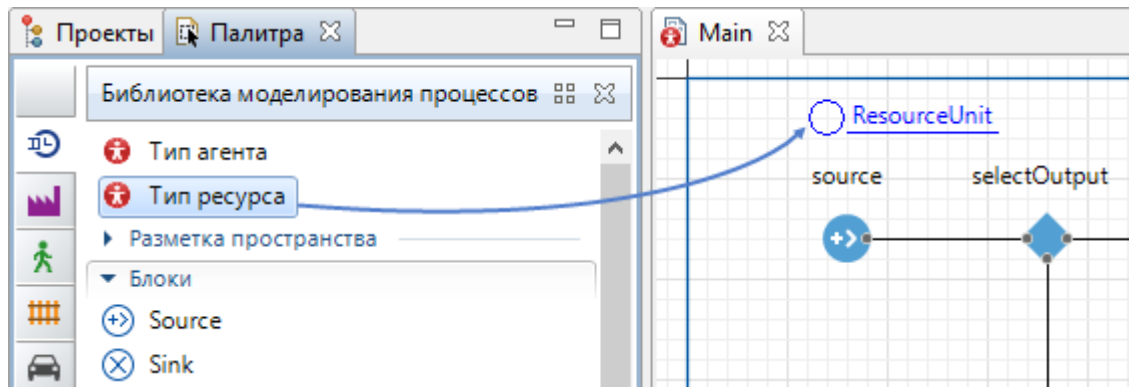 Проекты
Палитра
Main
Библиотека моделирования процессов
ResourceUnit
Тип агента
Тип ресурса
source
selectOutput
Разметка пространства
Блоки
Source
Sink